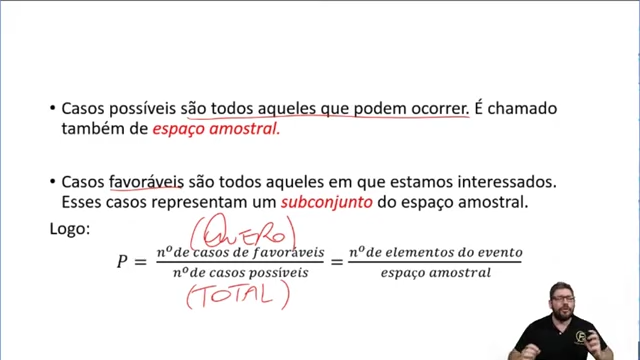 • Casos possíveis são todos aqueles que podem ocorrer. É chamado
também de espaço amostral.
• Casos favoráveis são todos aqueles em que estamos interessados.
Esses casos representam um subconjunto do espaço amostral.
Logo:
(QUERO)
P = nº de casos de favoráveis / nº de casos possíveis = nº de elementos do evento / espaço amostral
(TOTAL)